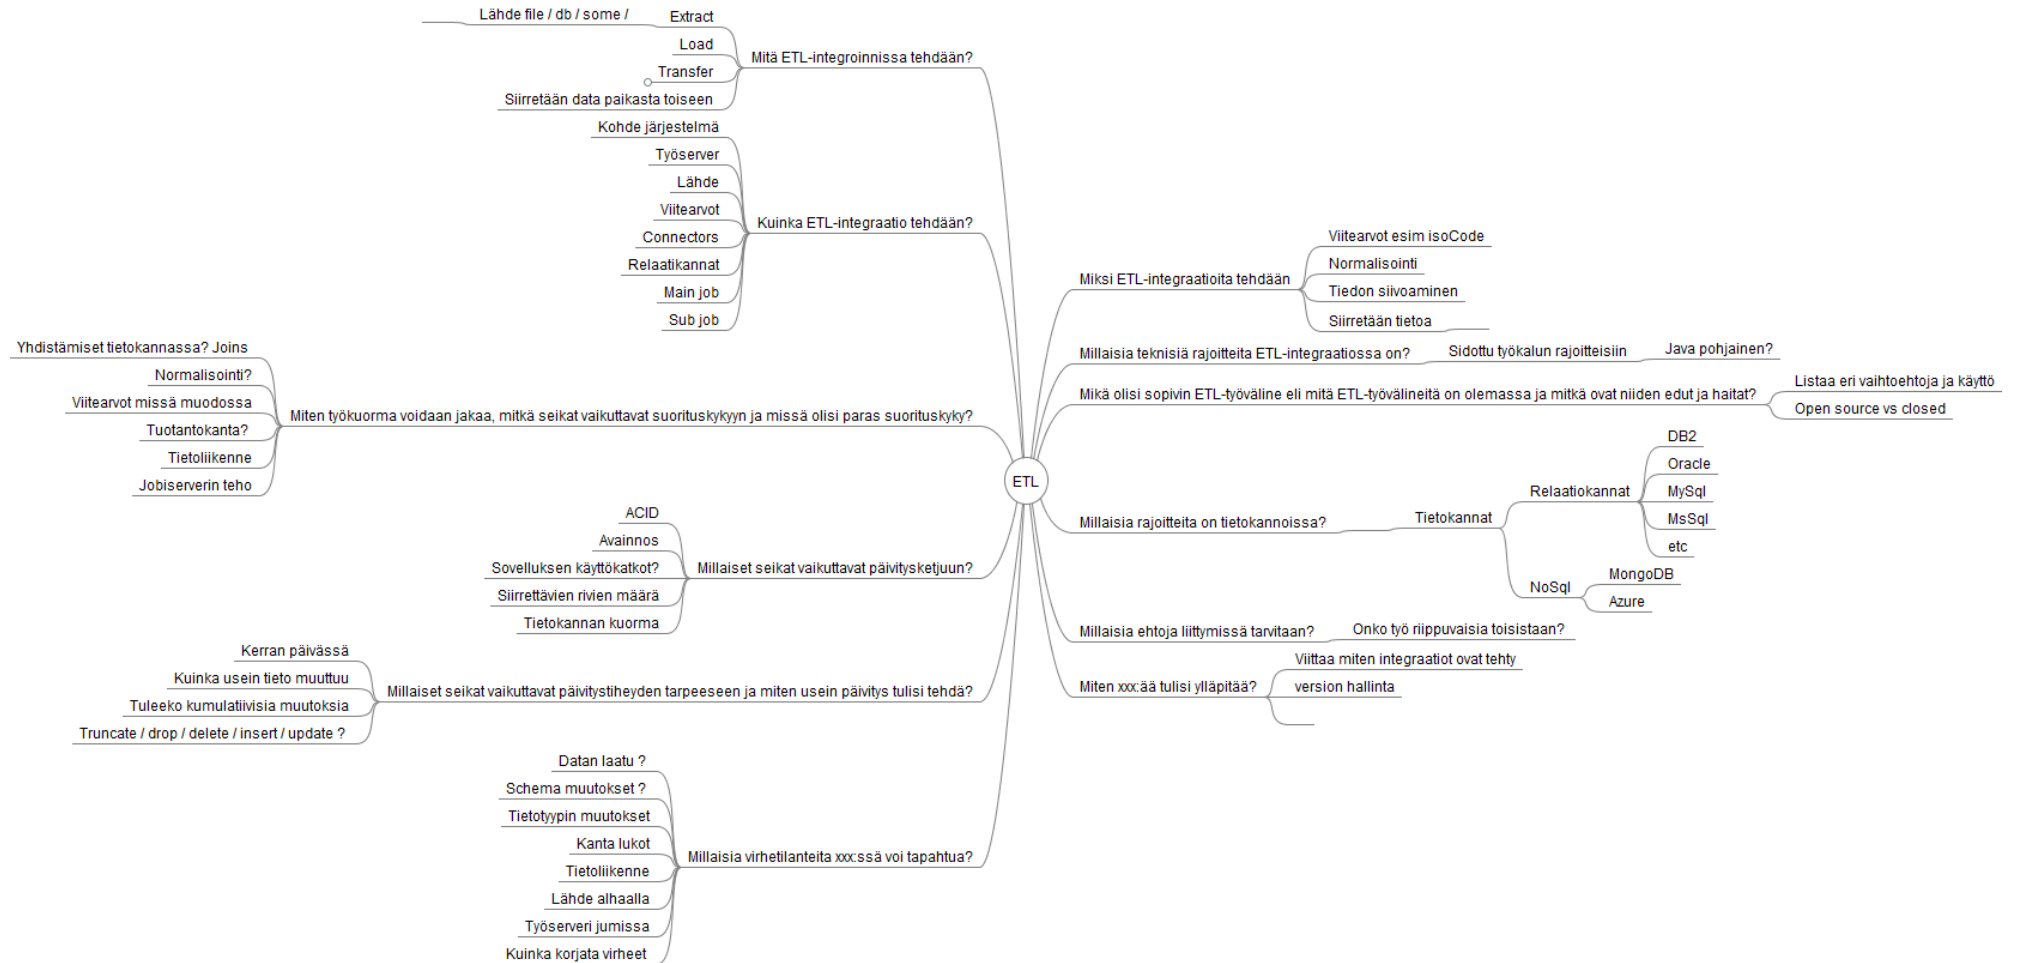 Lähde file / db / some /
Extract
Load
Transfer
Siirretään data paikasta toiseen
Mitä ETL-integroinnissa tehdään?
Kohde järjestelmä
Työserver
Lähde
Viitearvot
Connectors
Relaatikannat
Main job
Sub job
Kuinka ETL-integraatio tehdään?
Yhdistämiset tietokannassa? Joins
Normalisointi?
Viitearvot missä muodossa
Tuotantokanta?
Tietoliikenne
Jobiserverin teho
Miten työkuorma voidaan jakaa, mitkä seikat vaikuttavat suorituskykyyn ja missä olisi paras suorituskyky?
ACID
Avainnos
Sovelluksen käyttökatkot?
Siirrettävien rivien määrä
Tietokannan kuorma
Millaiset seikat vaikuttavat päivitysketjuun?
Kerran päivässä
Kuinka usein tieto muuttuu
Tuleeko kumulatiivisia muutoksia
Truncate / drop / delete / insert / update ?
Millaiset seikat vaikuttavat päivitystiheyden tarpeeseen ja miten usein päivitys tulisi tehdä?
Datan laatu ?
Schema muutokset ?
Tietotyypin muutokset
Kanta lukot
Tietoliikenne
Lähde alhaalla
Työserveri jumissa
Kuinka korjata virheet
Millaisia virhetilanteita xxx:ssä voi tapahtua?
ETL
Miksi ETL-integraatioita tehdään
Viitearvot esim isoCode
Normalisointi
Tiedon siivoaminen
Siirretään tietoa
Millaisia teknisiä rajoitteita ETL-integraatiossa on?
Sidottu työkalun rajoitteisiin
Java pohjainen?
Mikä olisi sopivin ETL-työväline eli mitä ETL-työvälineitä on olemassa ja mitkä ovat niiden edut ja haitat?
Listaa eri vaihtoehtoja ja käyttö
Open source vs closed
Millaisia rajoitteita on tietokannoissa?
Tietokannat
Relaatiokannat
DB2
Oracle
MySql
MsSql
etc
NoSql
MongoDB
Azure
Millaisia ehtoja liittymissä tarvitaan?
Onko työ riippuvaisia toisistaan?
Miten xxx:ää tulisi ylläpitää?
Viittaa miten integraatiot ovat tehty
version hallinta